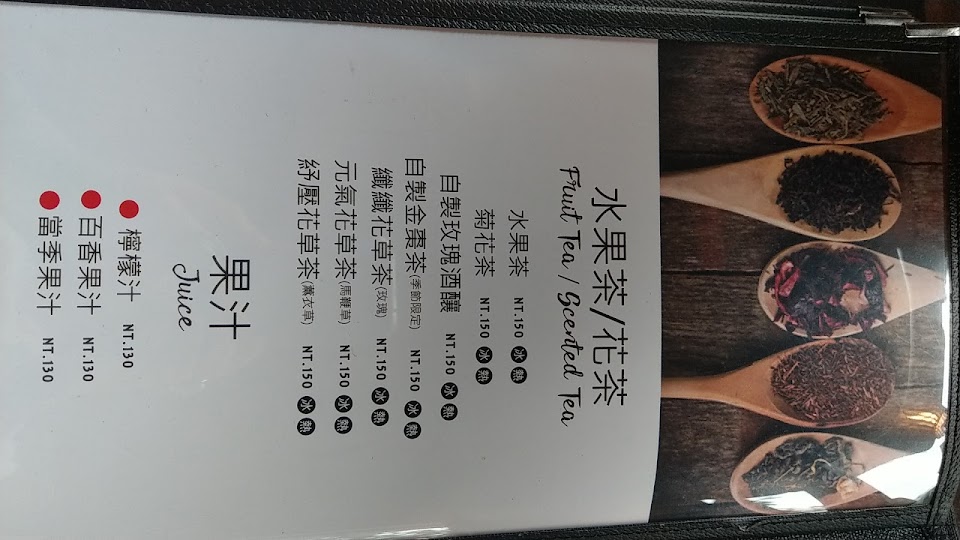 水果茶/花茶
Fruit Tea / Scented Tea
水果茶 NT.150 冰 熱
菊花茶 NT.150 冰 熱
自製玫瑰酒釀 NT.150 冰 熱
自製金棗茶(季節限定) NT.150 冰 熱
纖纖花草茶(玫瑰) NT.150 冰 熱
元氣花草茶(馬鞭草) NT.150 冰 熱
紓壓花草茶(薰衣草) NT.150 冰 熱
果汁
Juice
檸檬汁 NT.130
百香果汁 NT.130
當季果汁 NT.130